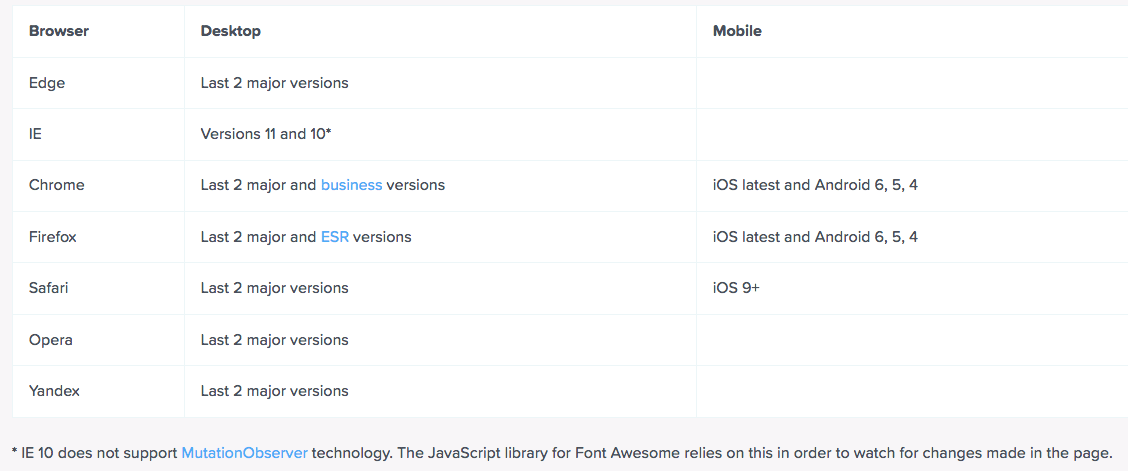 Browser Desktop Mobile
Edge Last 2 major versions
IE Versions 11 and 10*
Chrome Last 2 major and business versions iOS latest and Android 6, 5, 4
Firefox Last 2 major and ESR versions iOS latest and Android 6, 5, 4
Safari Last 2 major versions iOS 9+
Opera Last 2 major versions
Yandex Last 2 major versions
* IE 10 does not support MutationObserver technology. The JavaScript library for Font Awesome relies on this in order to watch for changes made in the page.